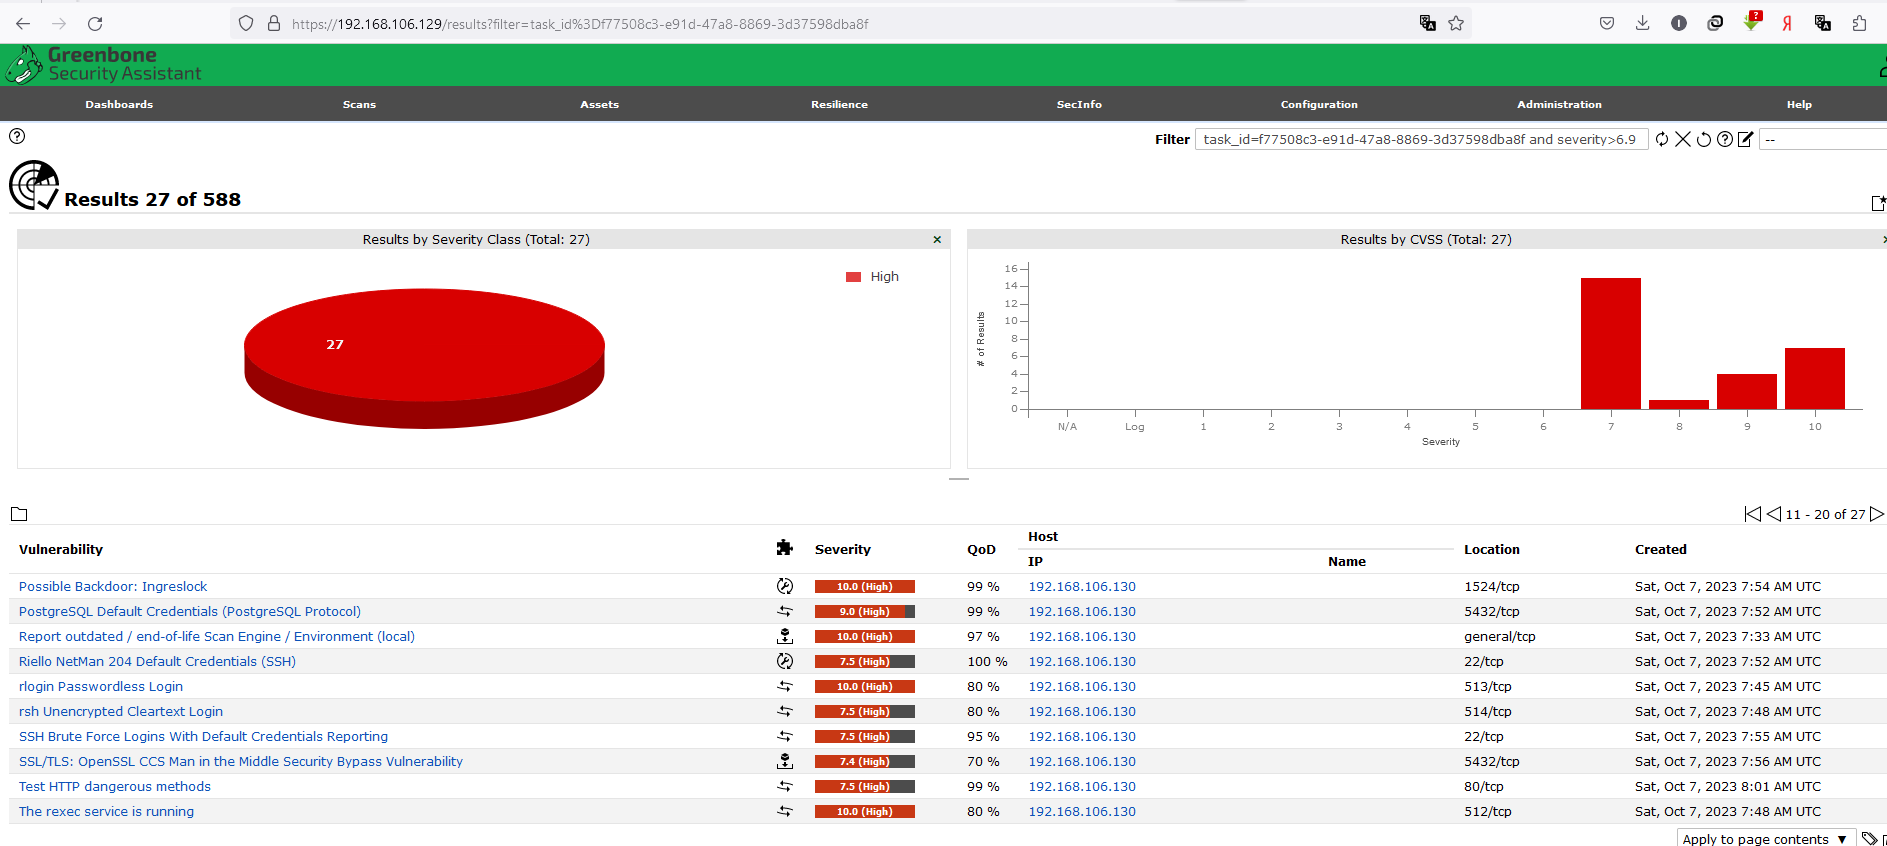 https://192.168.106.129/results?filter=task_id%3Df77508c3-e91d-47a8-8869-3d37598dba8f
Greenbone
Security Assistant
Dashboards Scans Assets Resilience SecInfo Configuration Administration Help
Filter task_id=f77508c3-e91d-47a8-8869-3d37598dba8f and severity>6.9 --
Results 27 of 588
Results by Severity Class (Total: 27)
High
27
Results by CVSS (Total: 27)
16
14
12
10
8
6
4
2
0
# of Results
N/A Log 1 2 3 4 5 6 7 8 9 10
Severity
11 - 20 of 27
Vulnerability Severity QoD Host Location Created
IP Name
Possible Backdoor: Ingreslock 10.0 (High) 99 % 192.168.106.130 1524/tcp Sat, Oct 7, 2023 7:54 AM UTC
PostgreSQL Default Credentials (PostgreSQL Protocol) 9.0 (High) 99 % 192.168.106.130 5432/tcp Sat, Oct 7, 2023 7:52 AM UTC
Report outdated / end-of-life Scan Engine / Environment (local) 10.0 (High) 97 % 192.168.106.130 general/tcp Sat, Oct 7, 2023 7:33 AM UTC
Riello NetMan 204 Default Credentials (SSH) 7.5 (High) 100 % 192.168.106.130 22/tcp Sat, Oct 7, 2023 7:52 AM UTC
rlogin Passwordless Login 10.0 (High) 80 % 192.168.106.130 513/tcp Sat, Oct 7, 2023 7:45 AM UTC
rsh Unencrypted Cleartext Login 7.5 (High) 80 % 192.168.106.130 514/tcp Sat, Oct 7, 2023 7:48 AM UTC
SSH Brute Force Logins With Default Credentials Reporting 7.5 (High) 95 % 192.168.106.130 22/tcp Sat, Oct 7, 2023 7:55 AM UTC
SSL/TLS: OpenSSL CCS Man in the Middle Security Bypass Vulnerability 7.4 (High) 70 % 192.168.106.130 5432/tcp Sat, Oct 7, 2023 7:56 AM UTC
Test HTTP dangerous methods 7.5 (High) 99 % 192.168.106.130 80/tcp Sat, Oct 7, 2023 8:01 AM UTC
The rexec service is running 10.0 (High) 80 % 192.168.106.130 512/tcp Sat, Oct 7, 2023 7:48 AM UTC
Apply to page contents